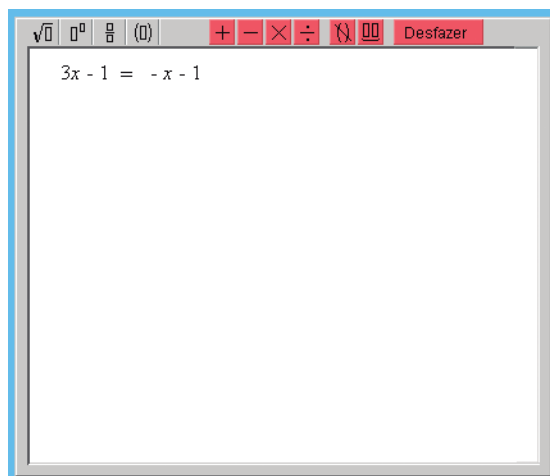 √▯ ▯▯ ▯/▯ (▯) + − × ÷ Desfazer
3x - 1 = - x - 1